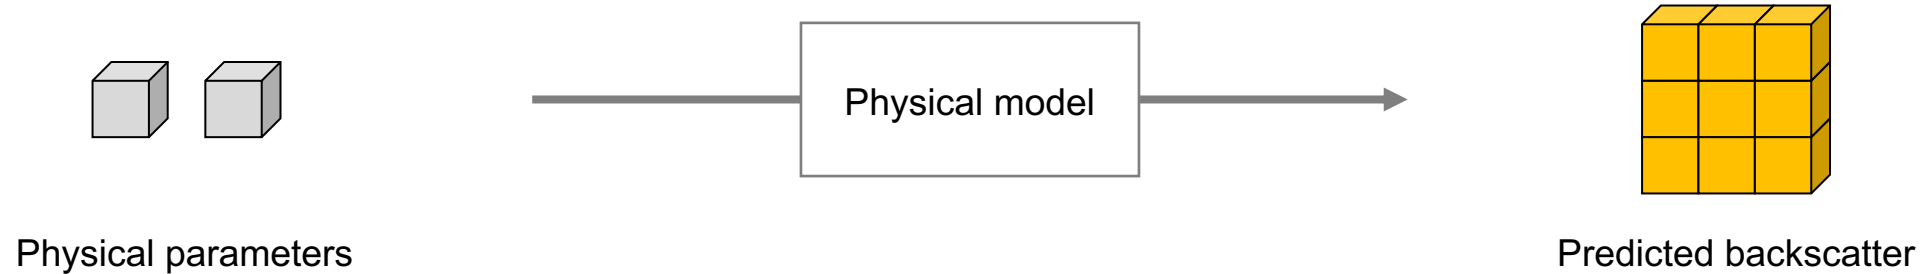 Physical model
Physical parameters
Predicted backscatter